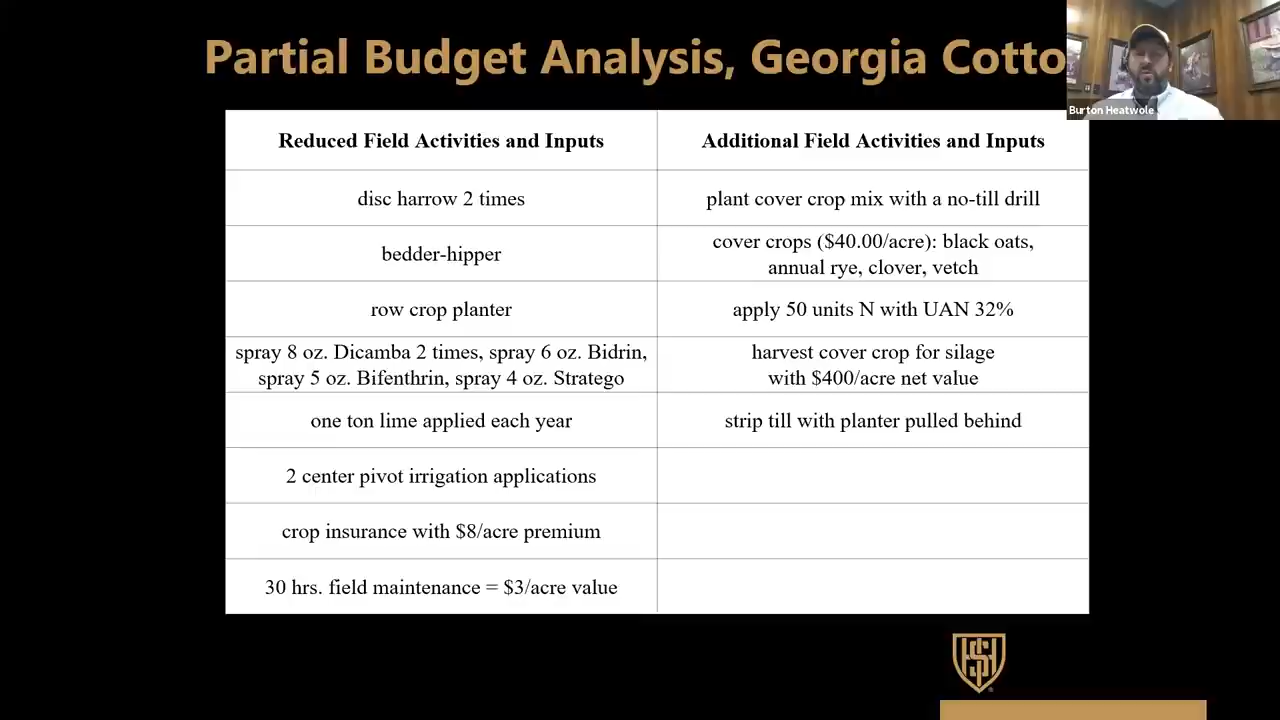 Partial Budget Analysis, Georgia Cotto
Burton Heatwole
Reduced Field Activities and Inputs
Additional Field Activities and Inputs
disc harrow 2 times
plant cover crop mix with a no-till drill
bedder-hipper
cover crops ($40.00/acre): black oats,
annual rye, clover, vetch
row crop planter
apply 50 units N with UAN 32%
spray 8 oz. Dicamba 2 times, spray 6 oz. Bidrin,
spray 5 oz. Bifenthrin, spray 4 oz. Stratego
harvest cover crop for silage
with $400/acre net value
one ton lime applied each year
strip till with planter pulled behind
2 center pivot irrigation applications
crop insurance with $8/acre premium
30 hrs. field maintenance = $3/acre value